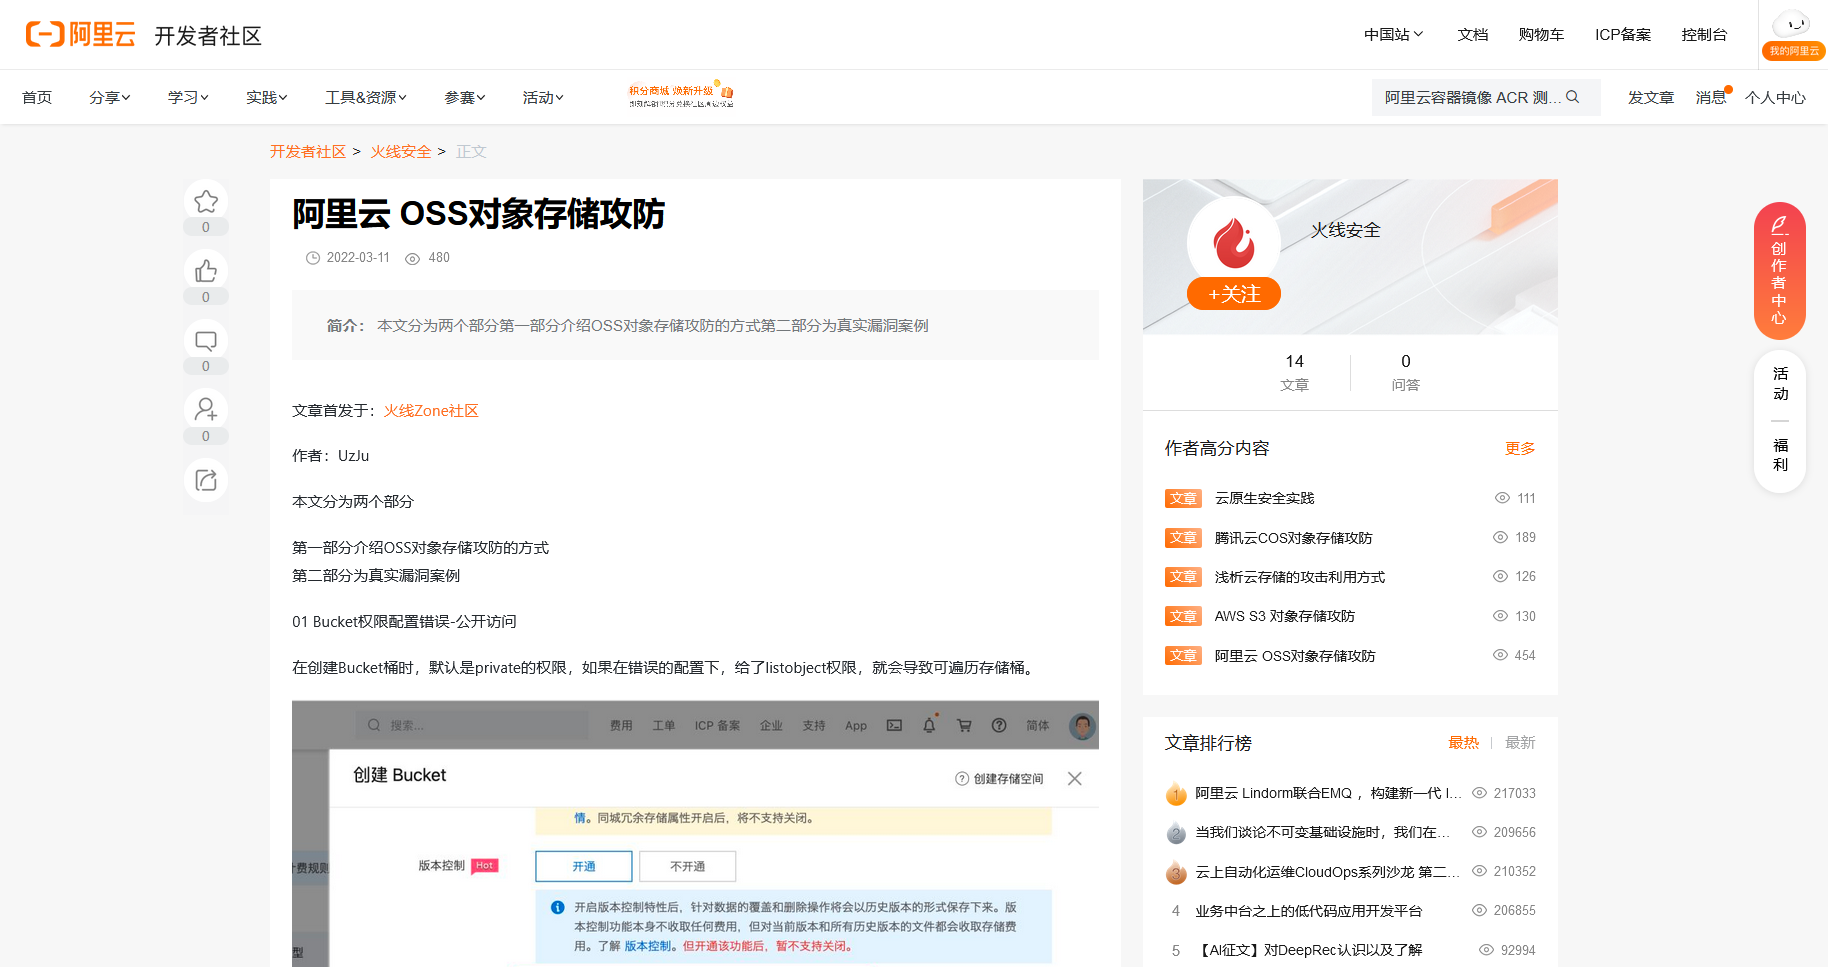 阿里云 开发者社区
中国站 文档 购物车 ICP备案 控制台
我的阿里云
首页 分享 学习 实践 工具&资源 参赛 活动
积分商城 焕新升级
阿里云容器镜像 ACR 测...
发文章 消息 个人中心
开发者社区 > 火线安全 > 正文
0
0
0
0
阿里云 OSS对象存储攻防
2022-03-11 480
简介： 本文分为两个部分第一部分介绍OSS对象存储攻防的方式第二部分为真实漏洞案例
文章首发于：火线Zone社区
作者：UzJu
本文分为两个部分
第一部分介绍OSS对象存储攻防的方式
第二部分为真实漏洞案例
01 Bucket权限配置错误-公开访问
在创建Bucket桶时，默认是private的权限，如果在错误的配置下，给了listobject权限，就会导致可遍历存储桶。
搜索... 费用 工单 ICP 备案 企业 支持 App 简体
创建 Bucket
创建存储空间
情。同城冗余存储属性开启后，将不支持关闭。
计费规则
版本控制 Hot 开通 不开通
开启版本控制特性后，针对数据的覆盖和删除操作将会以历史版本的形式保存下来。版
本控制功能本身不收取任何费用，但对当前版本和所有历史版本的文件都会收取存储费
用。了解 版本控制。但开通该功能后，暂不支持关闭。
型
火线安全
+关注
14 0
文章 问答
作者高分内容 更多
文章 云原生安全实践 111
文章 腾讯云COS对象存储攻防 189
文章 浅析云存储的攻击利用方式 126
文章 AWS S3 对象存储攻防 130
文章 阿里云 OSS对象存储攻防 454
文章排行榜 最热 最新
1 阿里云 Lindorm联合EMQ ，构建新一代 I... 217033
2 当我们谈论不可变基础设施时，我们在... 209656
3 云上自动化运维CloudOps系列沙龙 第二... 210352
4 业务中台之上的低代码应用开发平台 206855
5 【AI征文】对DeepRec认识以及了解 92994
创作者中心
活动
福利